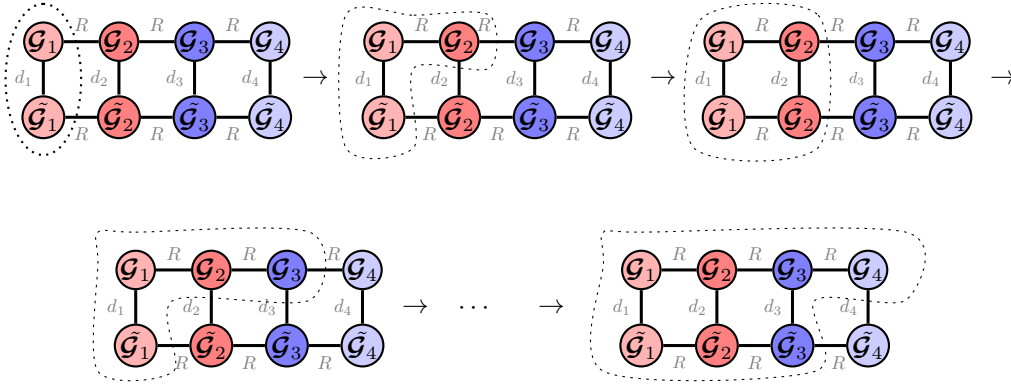 R R R R R R R R R
𝓖₁ 𝓖₂ 𝓖₃ 𝓖₄ 𝓖₁ 𝓖₂ 𝓖₃ 𝓖₄ 𝓖₁ 𝓖₂ 𝓖₃ 𝓖₄
d₁ d₂ d₃ d₄ → d₁ d₂ d₃ d₄ → d₁ d₂ d₃ d₄ →
𝓖̃₁ 𝓖̃₂ 𝓖̃₃ 𝓖̃₄ 𝓖̃₁ 𝓖̃₂ 𝓖̃₃ 𝓖̃₄ 𝓖̃₁ 𝓖̃₂ 𝓖̃₃ 𝓖̃₄
R R R R R R R R R
R R R R R R
𝓖₁ 𝓖₂ 𝓖₃ 𝓖₄ 𝓖₁ 𝓖₂ 𝓖₃ 𝓖₄
d₁ d₂ d₃ d₄ → ⋯ → d₁ d₂ d₃ d₄
𝓖̃₁ 𝓖̃₂ 𝓖̃₃ 𝓖̃₄ 𝓖̃₁ 𝓖̃₂ 𝓖̃₃ 𝓖̃₄
R R R R R R